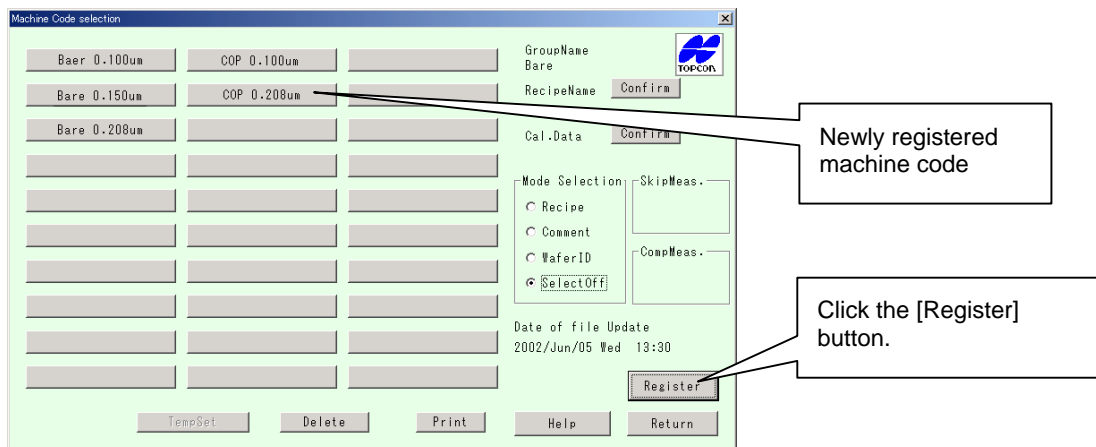 Machine Code selection
Baer 0.100um
COP 0.100um
Bare 0.150um
COP 0.208um
Bare 0.208um
GroupName
Bare
TOPCON
RecipeName
Confirm
Cal.Data
Confirm
Mode Selection
Recipe
Comment
WaferID
SelectOff
SkipMeas.
CompMeas.
Date of file Update
2002/Jun/05 Wed 13:30
Register
TempSet
Delete
Print
Help
Return
Newly registered
machine code
Click the [Register]
button.